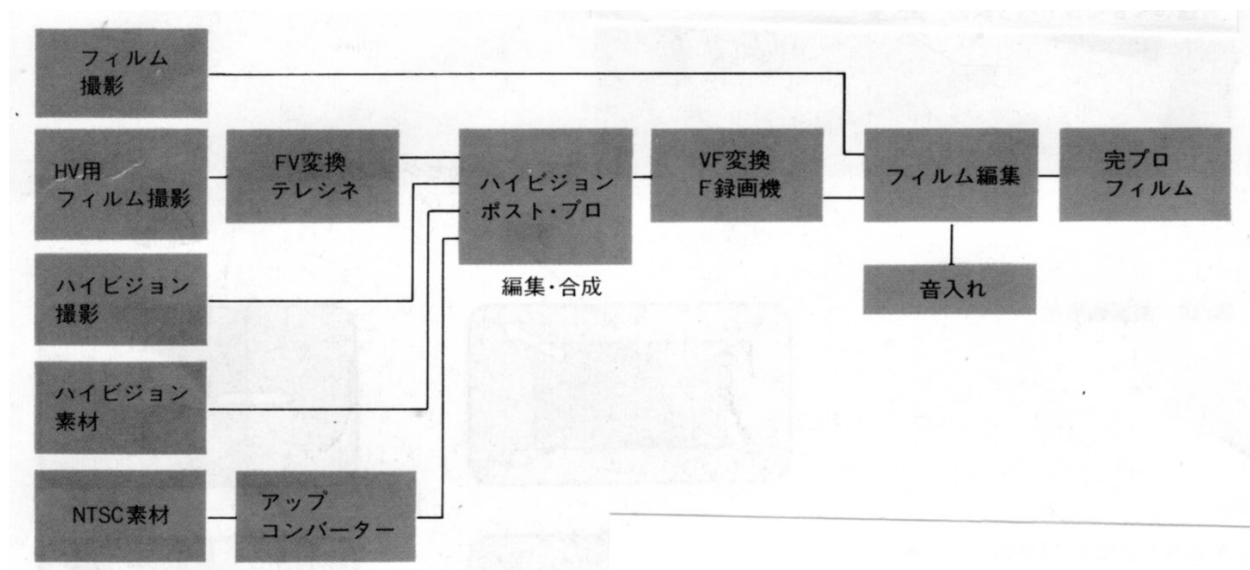 フィルム
撮影
HV用
フィルム撮影
FV変換
テレシネ
ハイビジョン
撮影
ハイビジョン
素材
NTSC素材
アップ
コンバーター
ハイビジョン
ポスト・プロ
編集・合成
VF変換
F録画機
フィルム編集
音入れ
完プロ
フィルム